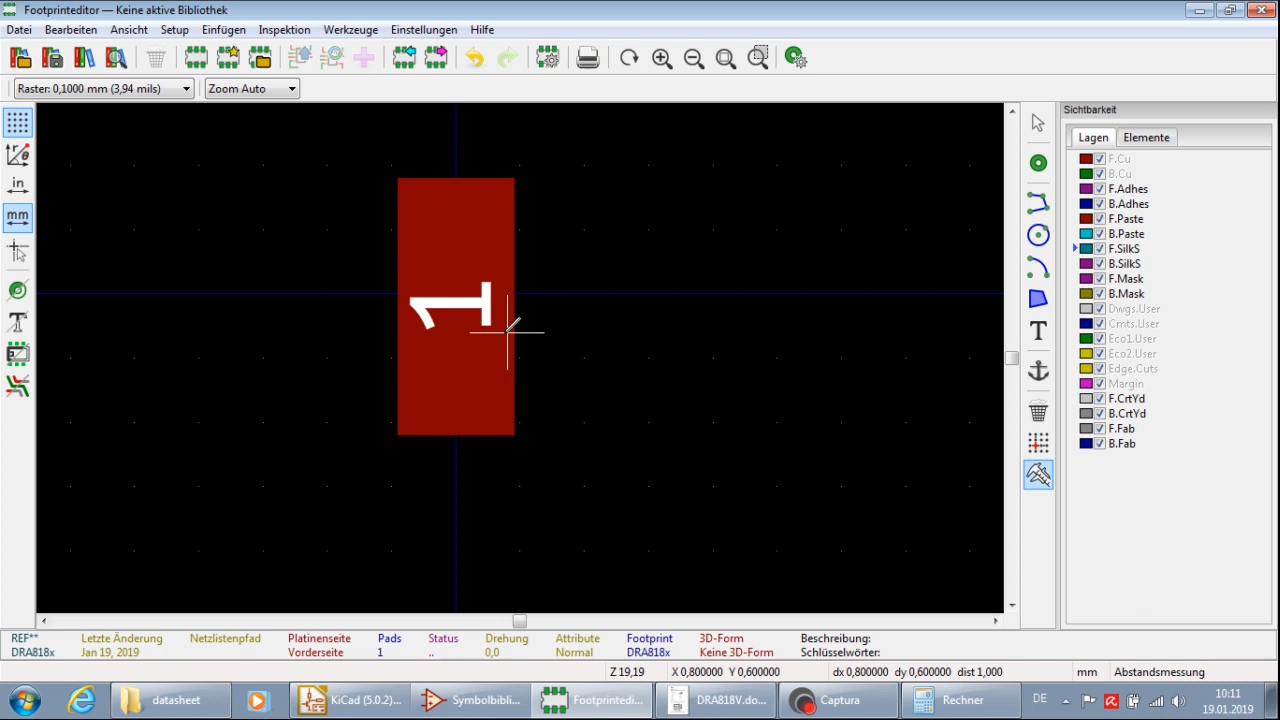 Footprinteditor — Keine aktive Bibliothek
Datei Bearbeiten Ansicht Setup Einfügen Inspektion Werkzeuge Einstellungen Hilfe
Raster: 0,1000 mm (3,94 mils) Zoom Auto
Sichtbarkeit
Lagen Elemente
F.Cu
B.Cu
F.Adhes
B.Adhes
F.Paste
B.Paste
F.SilkS
B.SilkS
F.Mask
B.Mask
Dwgs.User
Cmts.User
Eco1.User
Eco2.User
Edge.Cuts
Margin
F.CrtYd
B.CrtYd
F.Fab
B.Fab
in
mm
1
T
REF** Letzte Änderung Netzlistenpfad Platinenseite Pads Status Drehung Attribute Footprint 3D-Form Beschreibung:
DRA818x Jan 19, 2019 Vorderseite 1 .. 0,0 Normal DRA818x Keine 3D-Form Schlüsselwörter:
Z 19,19 X 0,800000 Y 0,600000 dx 0,800000 dy 0,600000 dist 1,000 mm Abstandsmessung
datasheet KiCad (5.0.2)... Symbolbibli... Footprintedi... DRA818V.do... Captura Rechner DE 10:11
19.01.2019